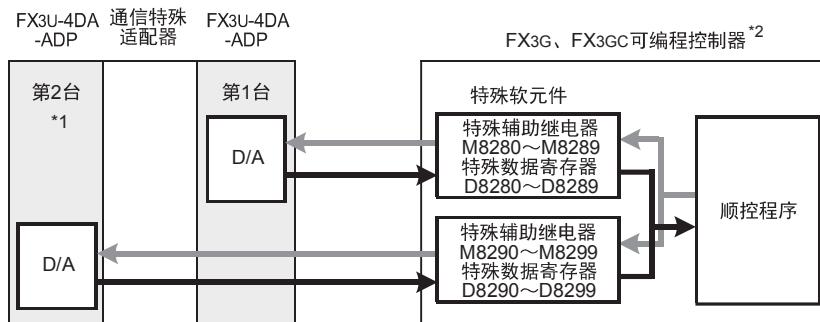 FX3U-4DA
-ADP
通信特殊
适配器
FX3U-4DA
-ADP
FX3G、FX3GC可编程控制器*2
第2台
*1
第1台
特殊软元件
D/A
特殊辅助继电器
M8280～M8289
特殊数据寄存器
D8280～D8289
顺控程序
D/A
特殊辅助继电器
M8290～M8299
特殊数据寄存器
D8290～D8299